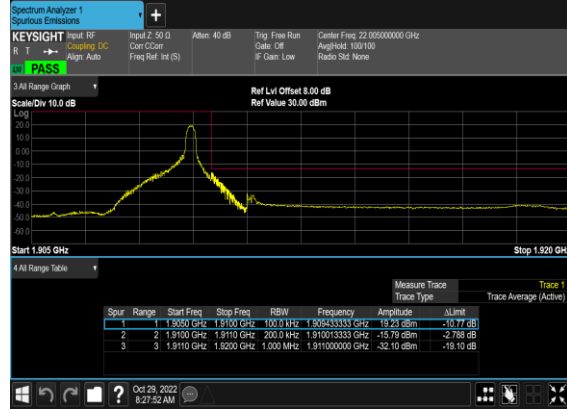 Spectrum Analyzer 1
Spurious Emissions
KEYSIGHT Input: RF Input Z: 50 Ω Atten: 40 dB Trig: Free Run Center Freq: 22.005000000 GHz
R T Coupling: DC Corr CCorr Gate: Off Avg|Hold: 100/100
Align: Auto Freq Ref: Int (S) IF Gain: Low Radio Std: None
PASS
3 All Range Graph
Ref Lvl Offset 8.00 dB
Scale/Div 10.0 dB Ref Value 30.00 dBm
Log
20.0
10.0
0.00
-10.0
-20.0
-30.0
-40.0
-50.0
-60.0
Start 1.905 GHz Stop 1.920 GHz
4 All Range Table
Measure Trace Trace 1
Trace Type Trace Average (Active)
Spur Range Start Freq Stop Freq RBW Frequency Amplitude ΔLimit
1 1 1.9050 GHz 1.9100 GHz 100.0 kHz 1.909433333 GHz 19.23 dBm -10.77 dB
2 2 1.9100 GHz 1.9110 GHz 200.0 kHz 1.910013333 GHz -15.79 dBm -2.788 dB
3 3 1.9110 GHz 1.9200 GHz 1.000 MHz 1.911000000 GHz -32.10 dBm -19.10 dB
Oct 29, 2022
8:27:52 AM